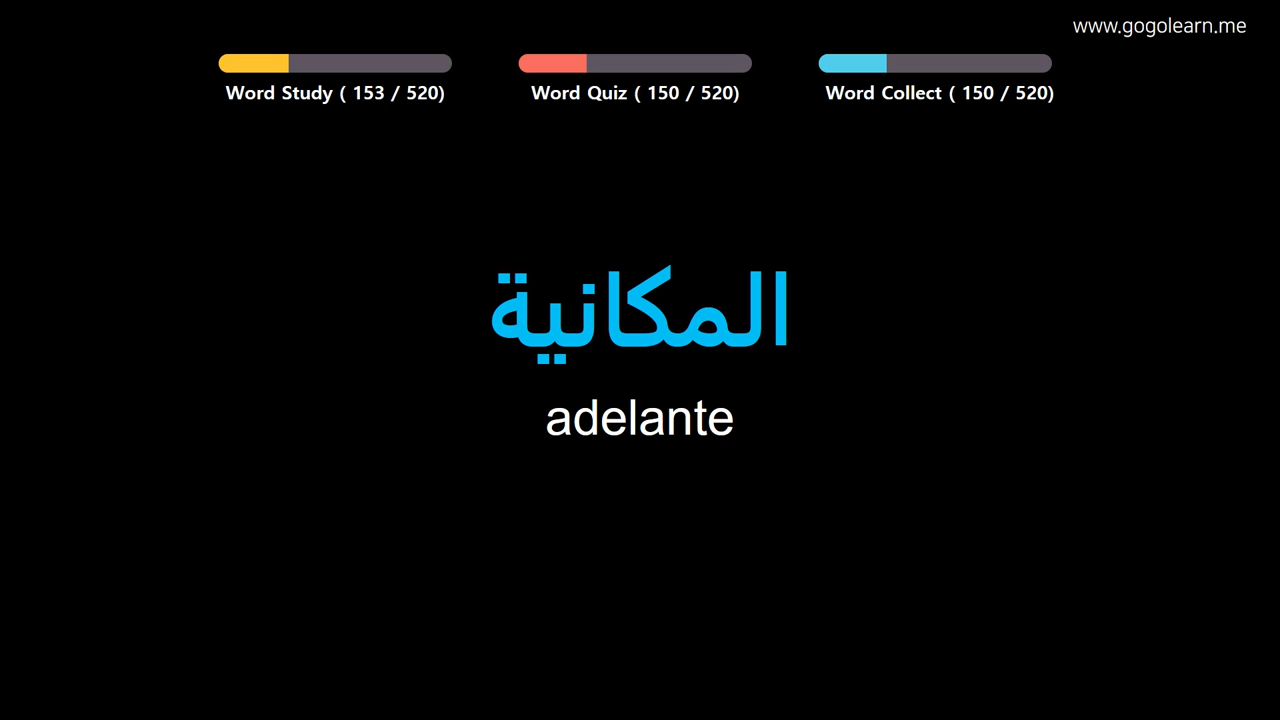 www.gogolearn.me
Word Study ( 153 / 520)
Word Quiz ( 150 / 520)
Word Collect ( 150 / 520)
المكانية
adelante